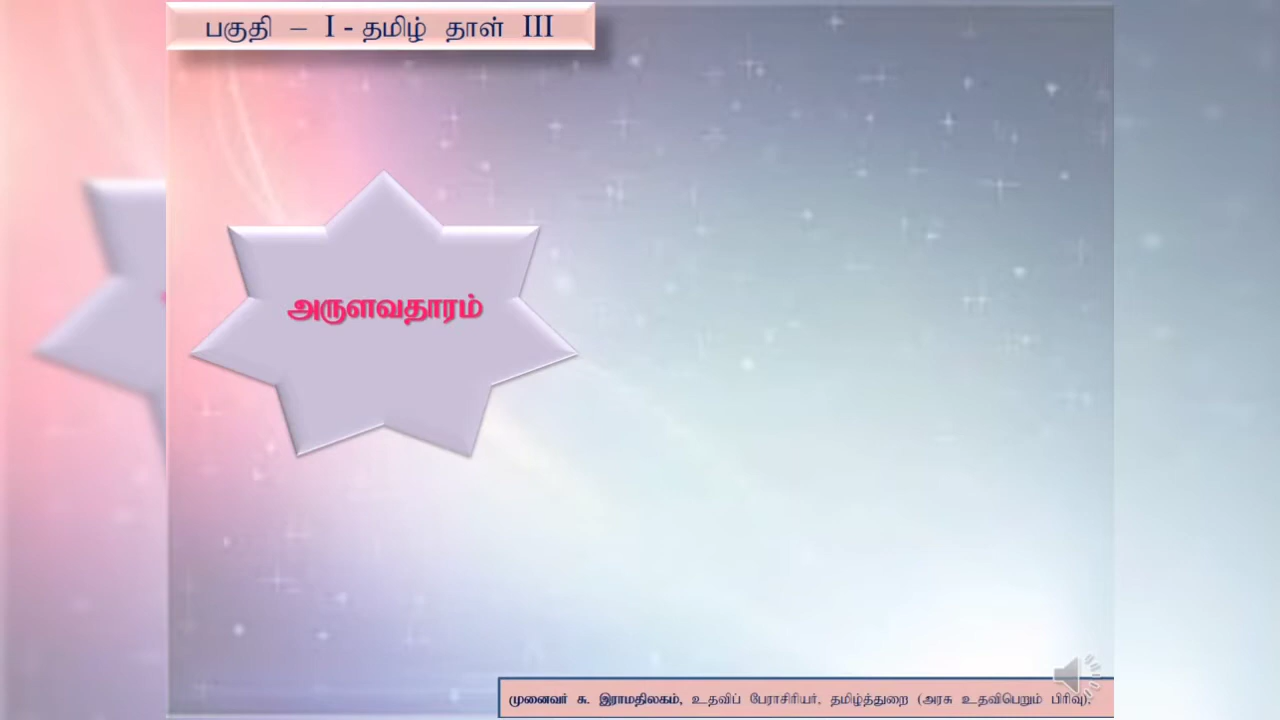 பகுதி – I - தமிழ் தாள் III
அருளவதாரம்
முனைவர் சு. இராமதிலகம், உதவிப் பேராசிரியர், தமிழ்த்துறை (அரசு உதவிபெறும் பிரிவு),